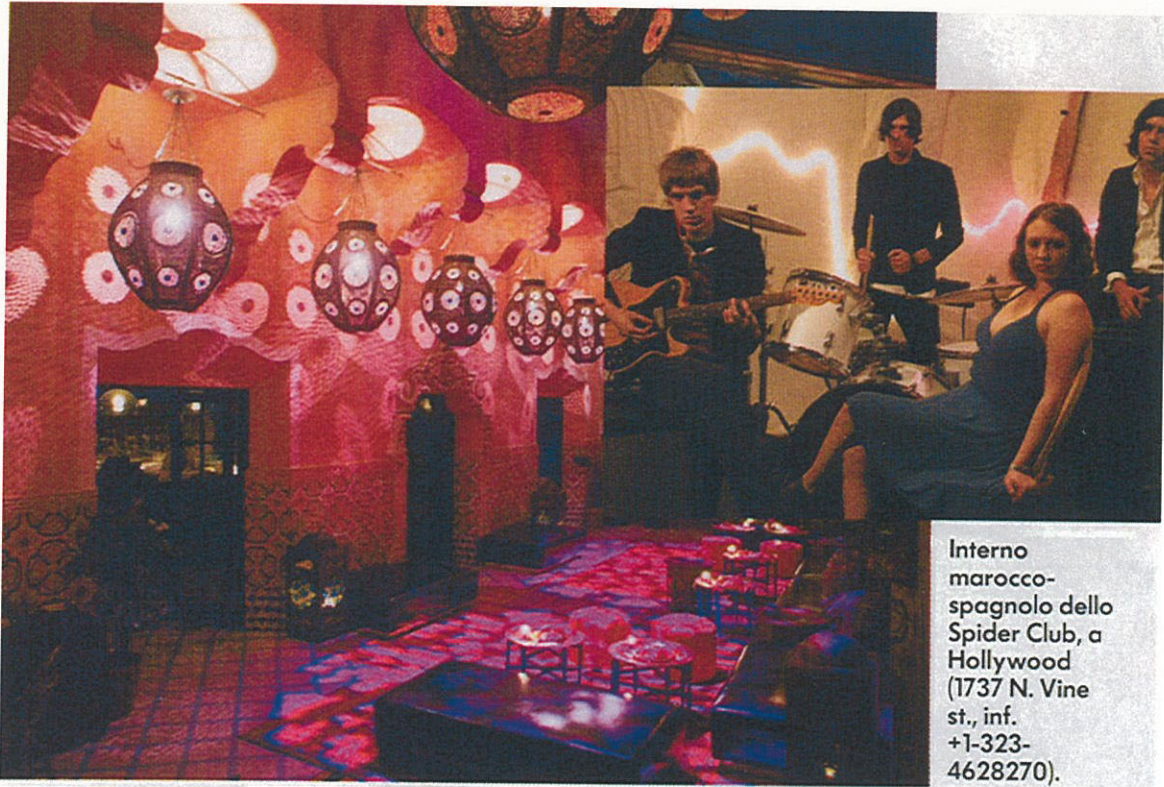 Interno
marocco-
spagnolo dello
Spider Club, a
Hollywood
(1737 N. Vine
st., inf.
+1-323-
4628270).